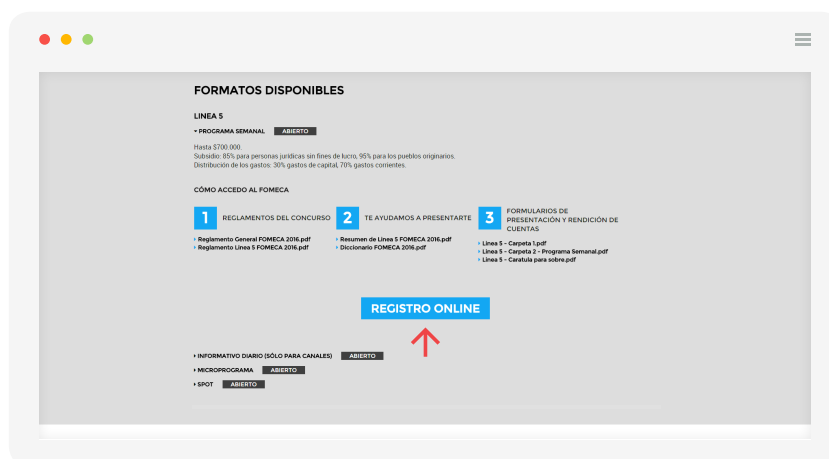 FORMATOS DISPONIBLES
LINEA 5
PROGRAMA SEMANAL ABIERTO
Hasta $700.000.
Subsidio: 85% para personas jurídicas sin fines de lucro, 95% para los pueblos originarios.
Distribución de los gastos: 30% gastos de capital, 70% gastos corrientes.
CÓMO ACCEDO AL FOMECA
1 REGLAMENTOS DEL CONCURSO
Reglamento General FOMECA 2016.pdf
Reglamento Linea 5 FOMECA 2016.pdf
2 TE AYUDAMOS A PRESENTARTE
Resumen de Linea 5 FOMECA 2016.pdf
Diccionario FOMECA 2016.pdf
3 FORMULARIOS DE
PRESENTACIÓN Y RENDICIÓN DE
CUENTAS
Linea 5 - Carpeta 1.pdf
Linea 5 - Carpeta 2 - Programa Semanal.pdf
Linea 5 - Caratula para sobre.pdf
REGISTRO ONLINE
INFORMATIVO DIARIO (SÓLO PARA CANALES) ABIERTO
MICROPROGRAMA ABIERTO
SPOT ABIERTO